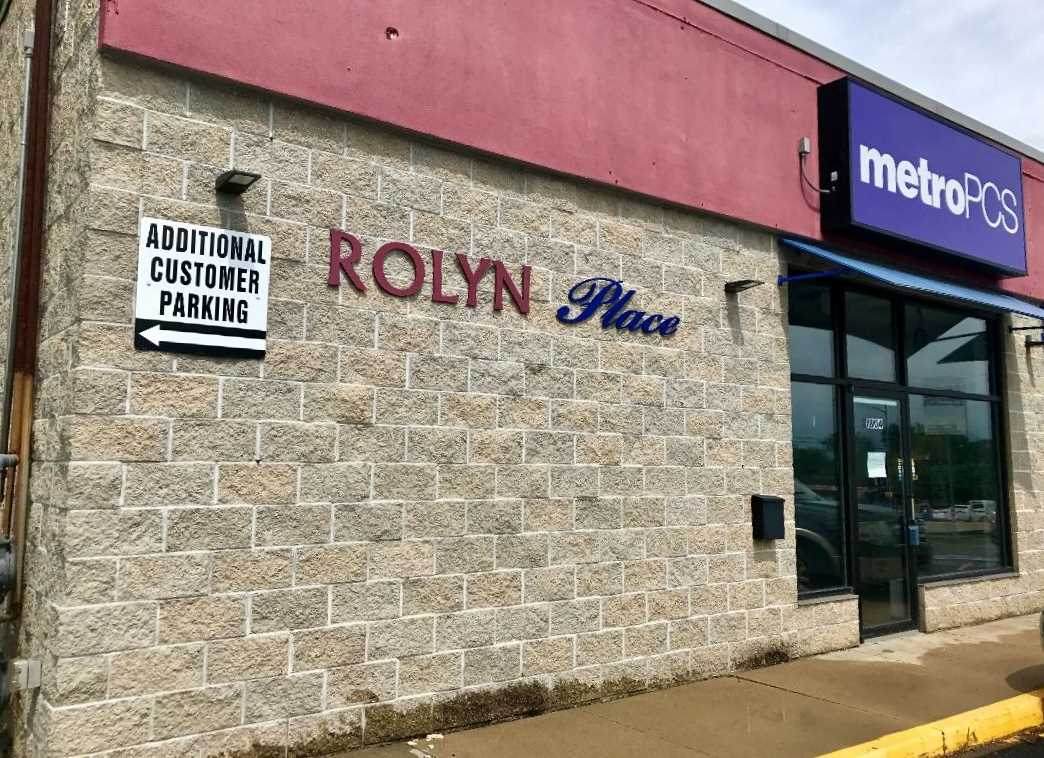 ADDITIONAL
CUSTOMER
PARKING
ROLYN Place
metroPCS